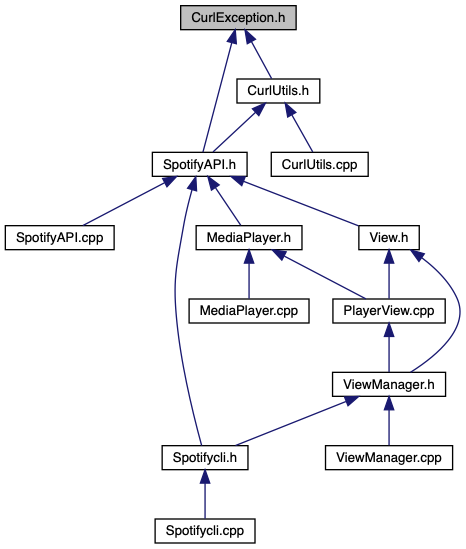 CurlException.h
CurlUtils.h
SpotifyAPI.h
CurlUtils.cpp
SpotifyAPI.cpp
MediaPlayer.h
View.h
MediaPlayer.cpp
PlayerView.cpp
ViewManager.h
Spotifycli.h
ViewManager.cpp
Spotifycli.cpp